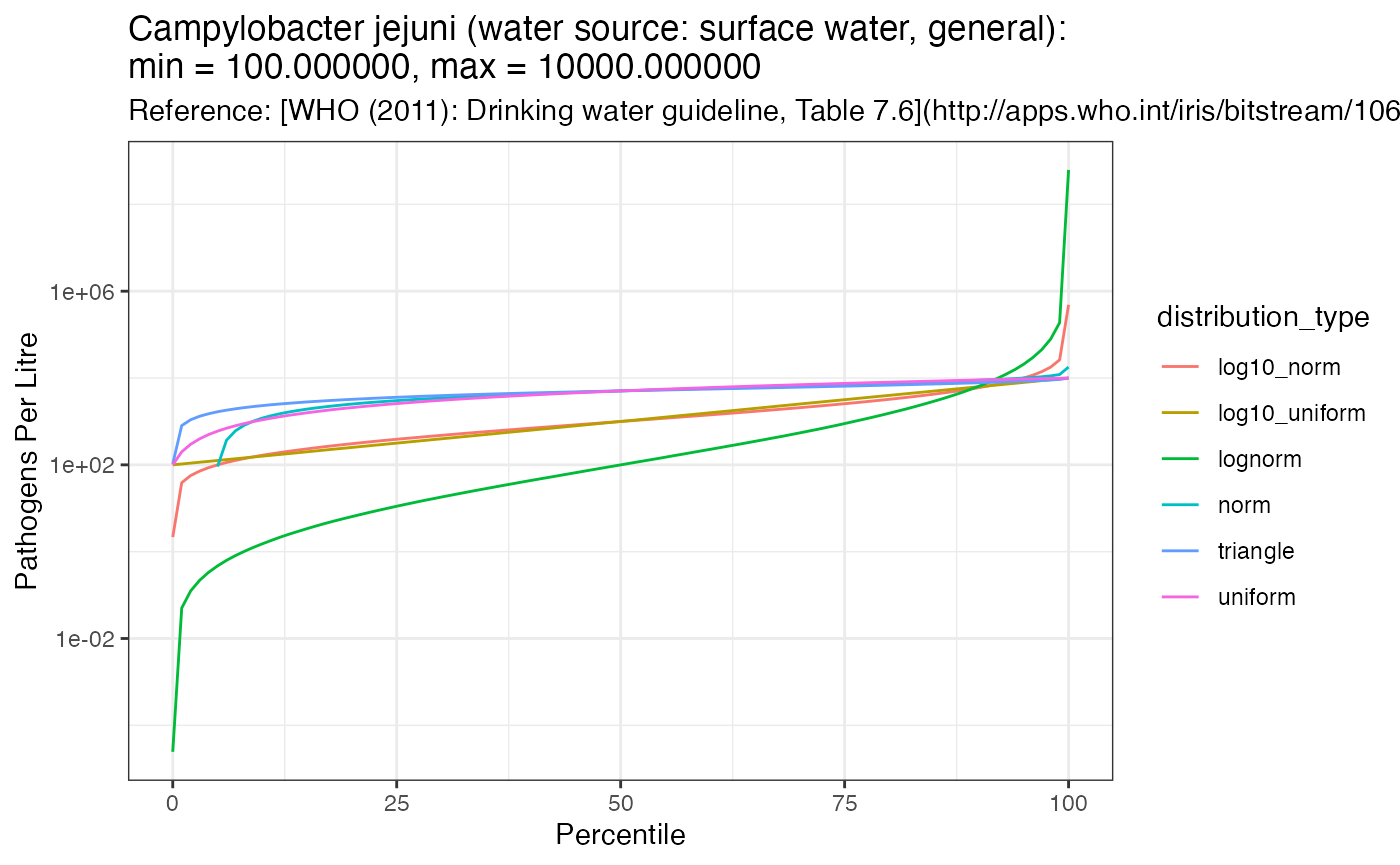 Campylobacter jejuni (water source: surface water, general):
min = 100.000000, max = 10000.000000
Reference: [WHO (2011): Drinking water guideline, Table 7.6](http://apps.who.int/iris/bitstream/106
Pathogens Per Litre
1e+06
1e+02
1e-02
0 25 50 75 100
Percentile
distribution_type
log10_norm
log10_uniform
lognorm
norm
triangle
uniform